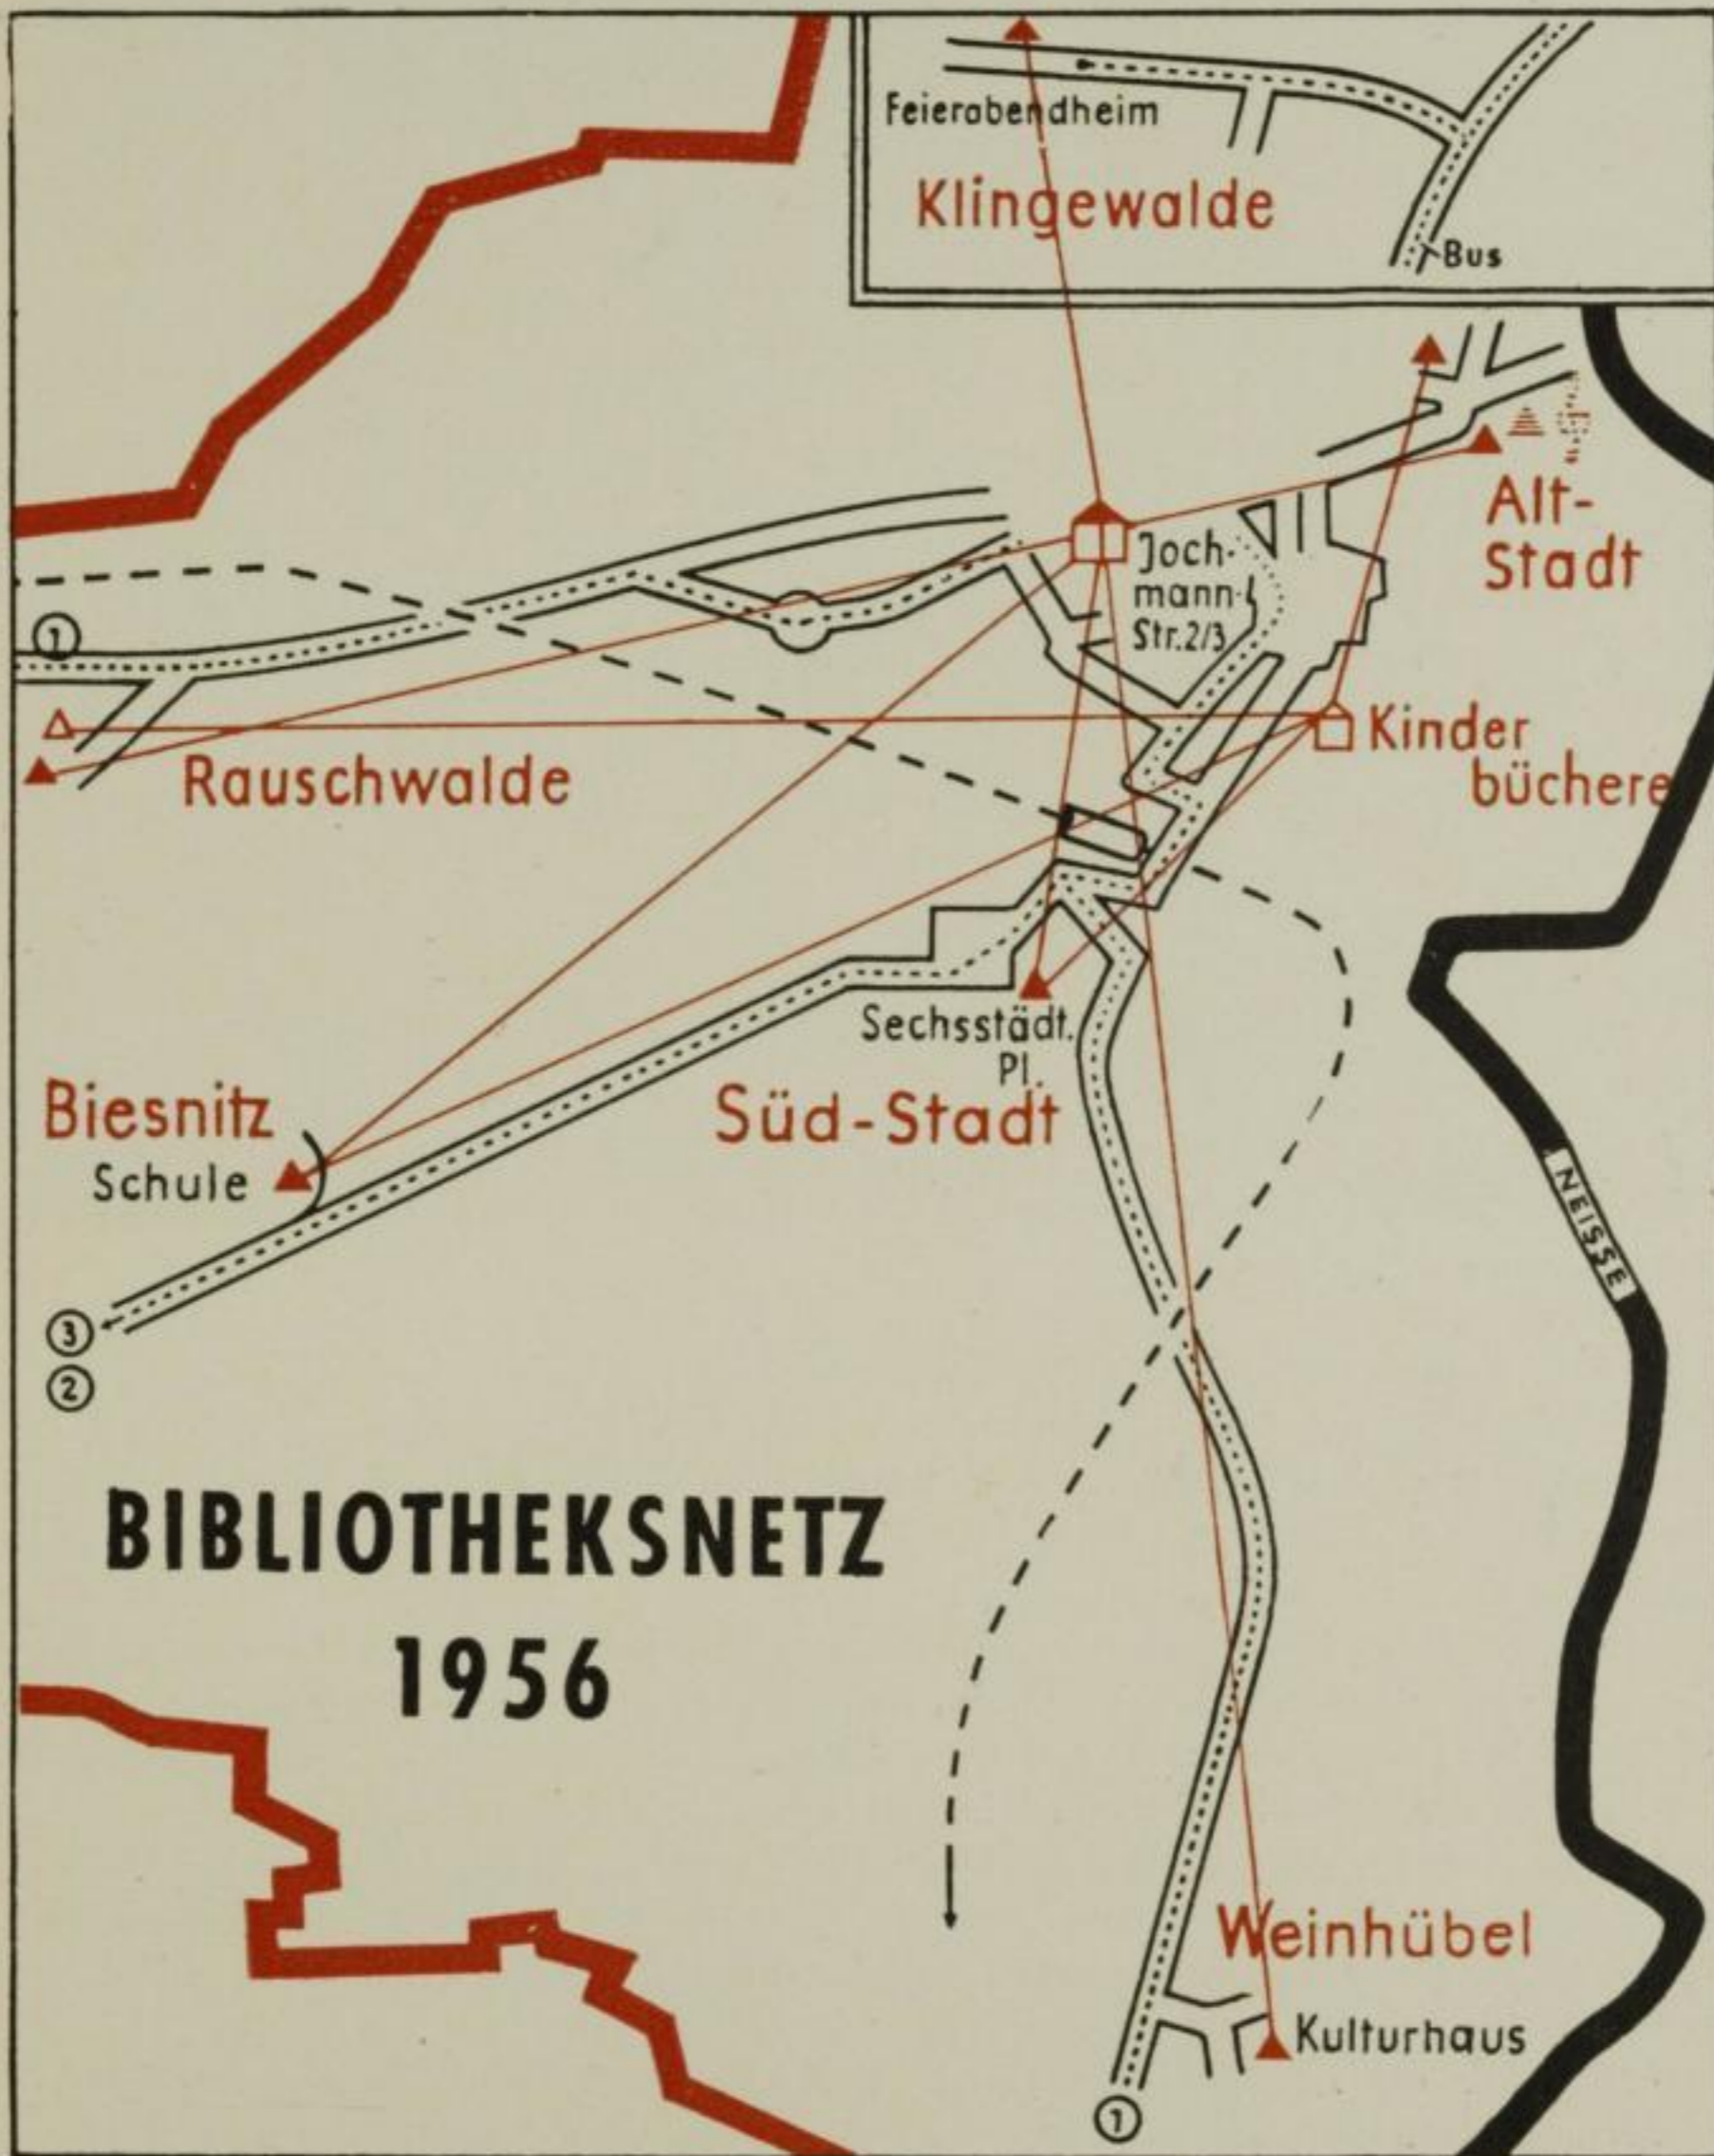 Feierabendheim
Klingewalde
Bus
Alt-
Stadt
Joch-
mann-
Str.2/3
1
Kinder
büchere
Rauschwalde
Sechsstädt.
Pl.
Süd-Stadt
Biesnitz
Schule
NEISSE
3
2
BIBLIOTHEKSNETZ
1956
Weinhübel
Kulturhaus
1